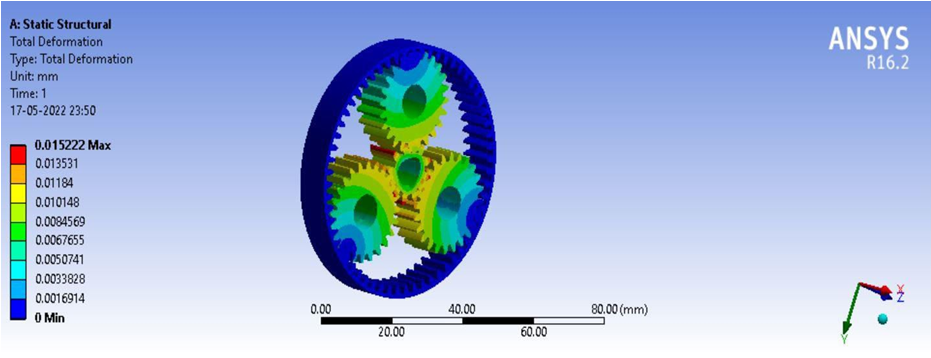 A: Static Structural
Total Deformation
Type: Total Deformation
Unit: mm
Time: 1
17-05-2022 23:50
0.015222 Max
0.013531
0.01184
0.010148
0.0084569
0.0067655
0.0050741
0.0033828
0.0016914
0 Min
ANSYS
R16.2
0.00 40.00 80.00 (mm)
20.00 60.00
X
Z
Y